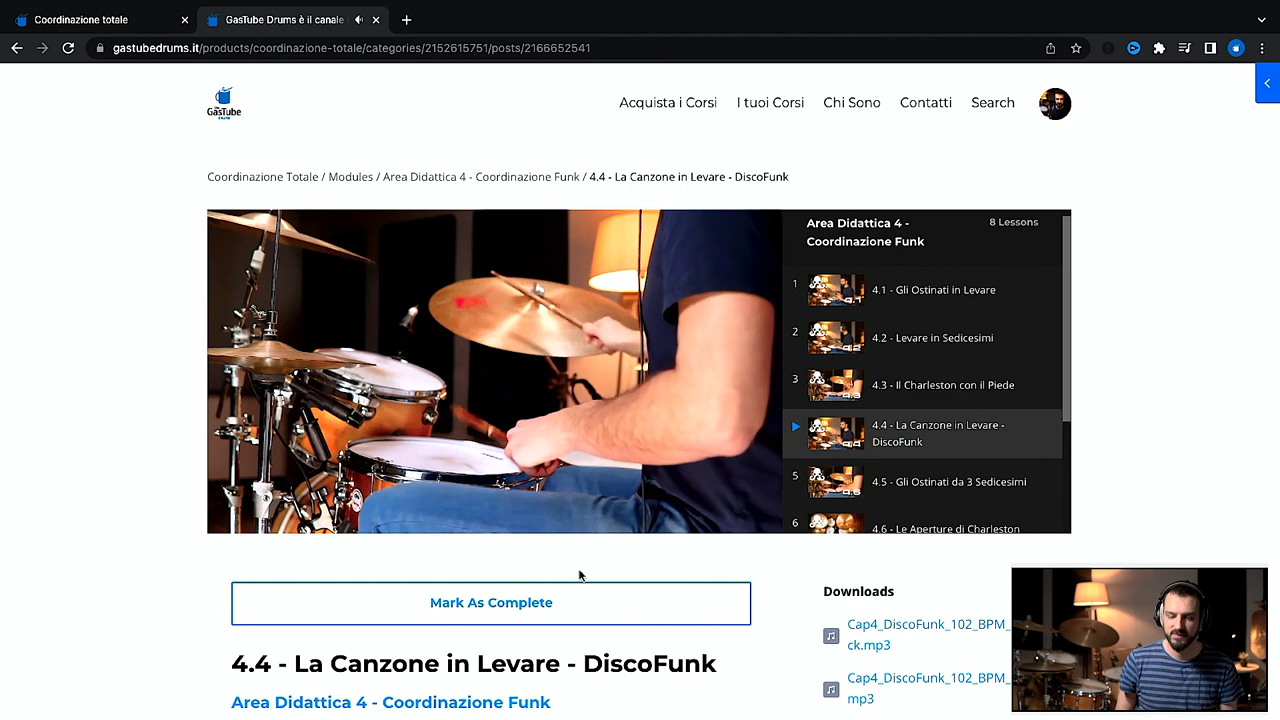 Coordinazione totale
GasTube Drums è il canale
gastubedrums.it/products/coordinazione-totale/categories/2152615751/posts/2166652541
GasTube
Acquista i Corsi
I tuoi Corsi
Chi Sono
Contatti
Search
Coordinazione Totale / Modules / Area Didattica 4 - Coordinazione Funk / 4.4 - La Canzone in Levare - DiscoFunk
Area Didattica 4 -
Coordinazione Funk
8 Lessons
1
4.1 - Gli Ostinati in Levare
2
4.2 - Levare in Sedicesimi
3
4.3 - Il Charleston con il Piede
4.4 - La Canzone in Levare -
DiscoFunk
5
4.5 - Gli Ostinati da 3 Sedicesimi
6
4.6 - Le Aperture di Charleston
Mark As Complete
4.4 - La Canzone in Levare - DiscoFunk
Area Didattica 4 - Coordinazione Funk
Downloads
Cap4_DiscoFunk_102_BPM_
ck.mp3
Cap4_DiscoFunk_102_BPM_
mp3